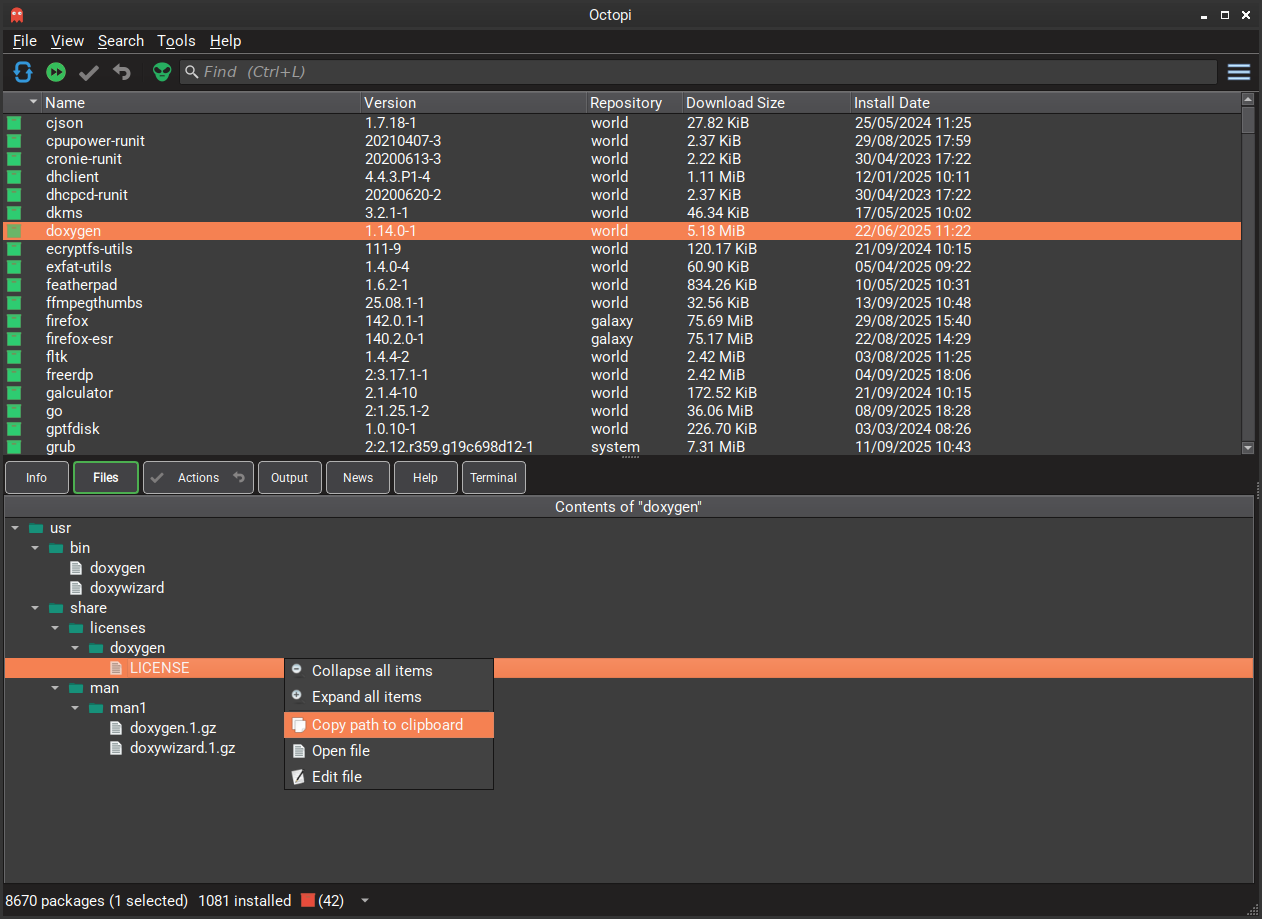 Octopi
File View Search Tools Help
Find (Ctrl+L)
Name Version Repository Download Size Install Date
cjson 1.7.18-1 world 27.82 KiB 25/05/2024 11:25
cpupower-runit 20210407-3 world 2.37 KiB 29/08/2025 17:59
cronie-runit 20200613-3 world 2.22 KiB 30/04/2023 17:22
dhclient 4.4.3.P1-4 world 1.11 MiB 12/01/2025 10:11
dhcpcd-runit 20200620-2 world 2.37 KiB 30/04/2023 17:22
dkms 3.2.1-1 world 46.34 KiB 17/05/2025 10:02
doxygen 1.14.0-1 world 5.18 MiB 22/06/2025 11:22
ecryptfs-utils 111-9 world 120.17 KiB 21/09/2024 10:15
exfat-utils 1.4.0-4 world 60.90 KiB 05/04/2025 09:22
featherpad 1.6.2-1 world 834.26 KiB 10/05/2025 10:31
ffmpegthumbs 25.08.1-1 world 32.56 KiB 13/09/2025 10:48
firefox 142.0.1-1 galaxy 75.69 MiB 29/08/2025 15:40
firefox-esr 140.2.0-1 galaxy 75.17 MiB 22/08/2025 14:29
fltk 1.4.4-2 world 2.42 MiB 03/08/2025 11:25
freerdp 2:3.17.1-1 world 2.42 MiB 04/09/2025 18:06
galculator 2.1.4-10 world 172.52 KiB 21/09/2024 10:15
go 2:1.25.1-2 world 36.06 MiB 08/09/2025 18:28
gptfdisk 1.0.10-1 world 226.70 KiB 03/03/2024 08:26
grub 2:2.12.r359.g19c698d12-1 system 7.31 MiB 11/09/2025 10:43
Info Files Actions Output News Help Terminal
Contents of "doxygen"
usr
bin
doxygen
doxywizard
share
licenses
doxygen
LICENSE
man
man1
doxygen.1.gz
doxywizard.1.gz
Collapse all items
Expand all items
Copy path to clipboard
Open file
Edit file
8670 packages (1 selected) 1081 installed (42)